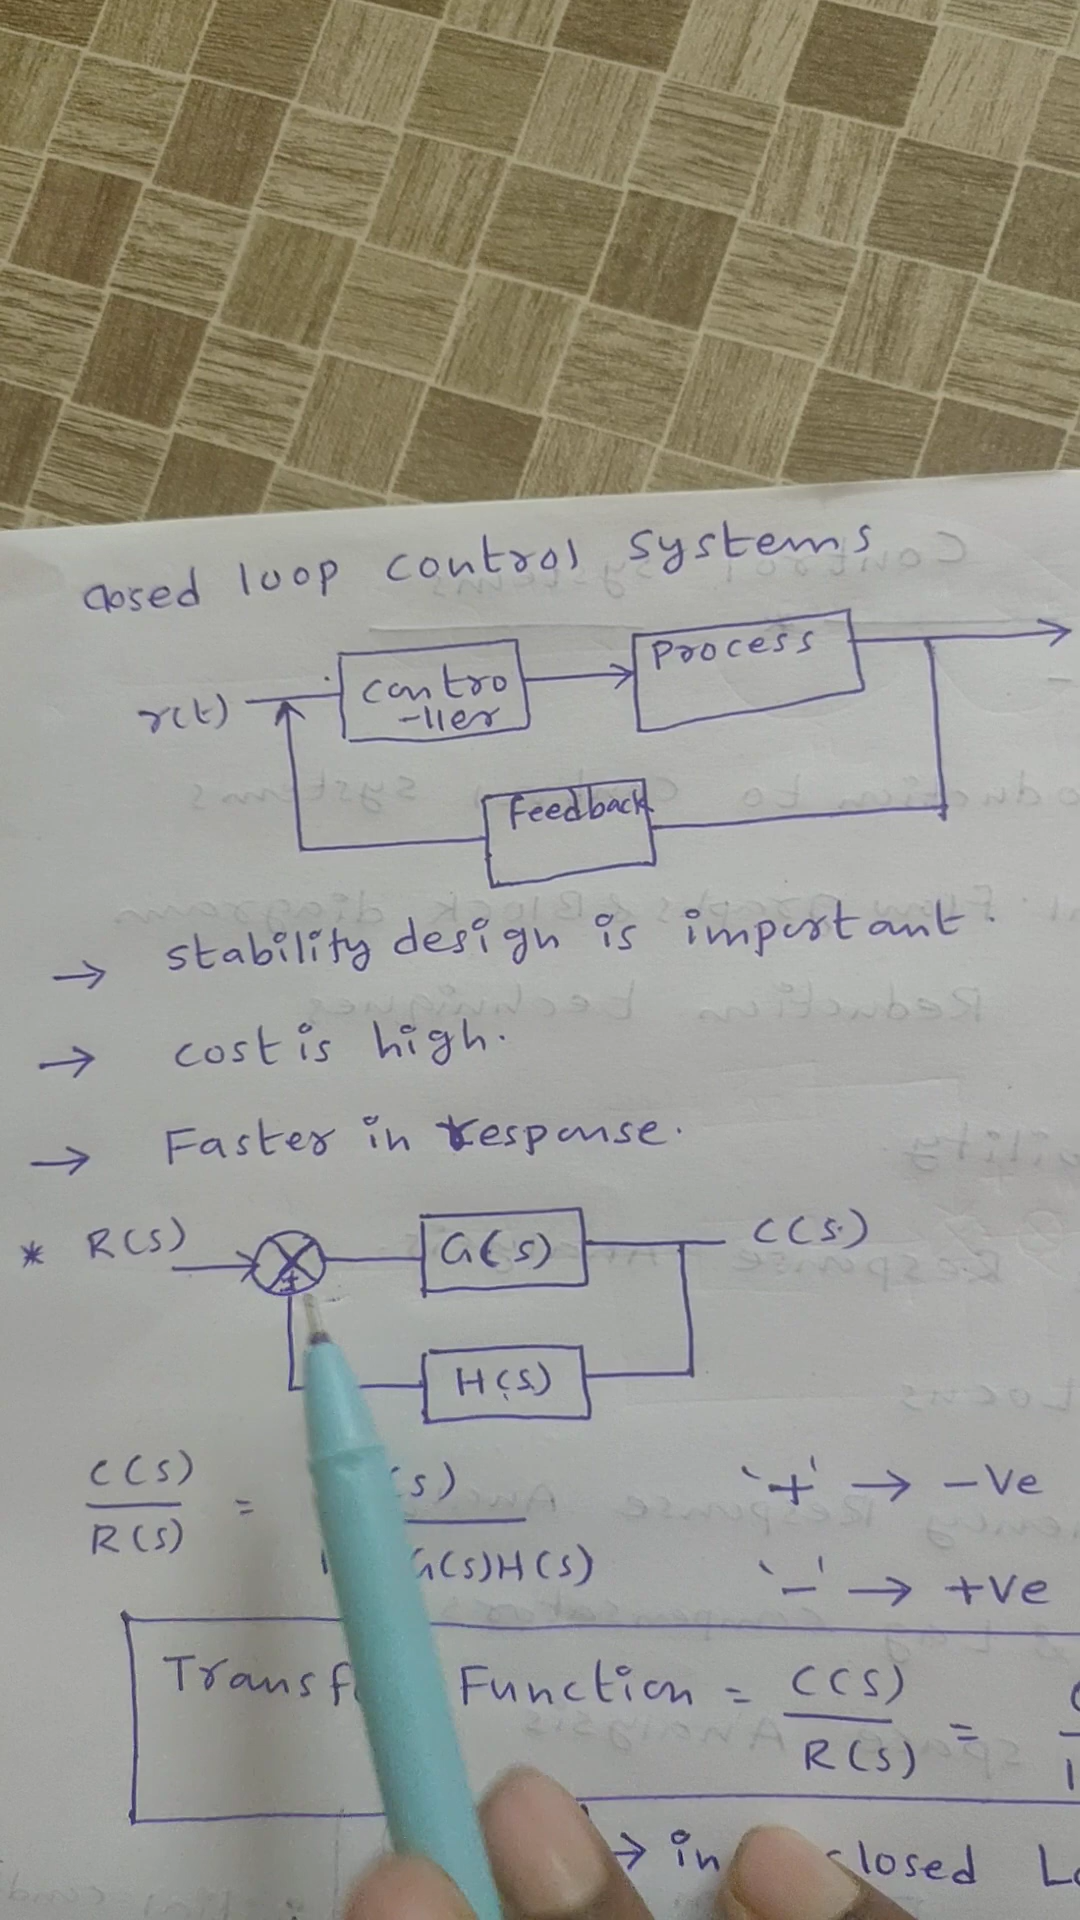 closed loop control systems
r(t)
contro
-ller
Process
Feedback
→ stability design is important.
→ cost is high.
→ Faster in response.
* R(S)
±
G(s)
C(s)
H(s)
C(s)
R(s)
=
(s)
G(s)H(s)
'+' → -ve
'-' → +ve
Function = C(s)
R(s)
=
1
→ in closed